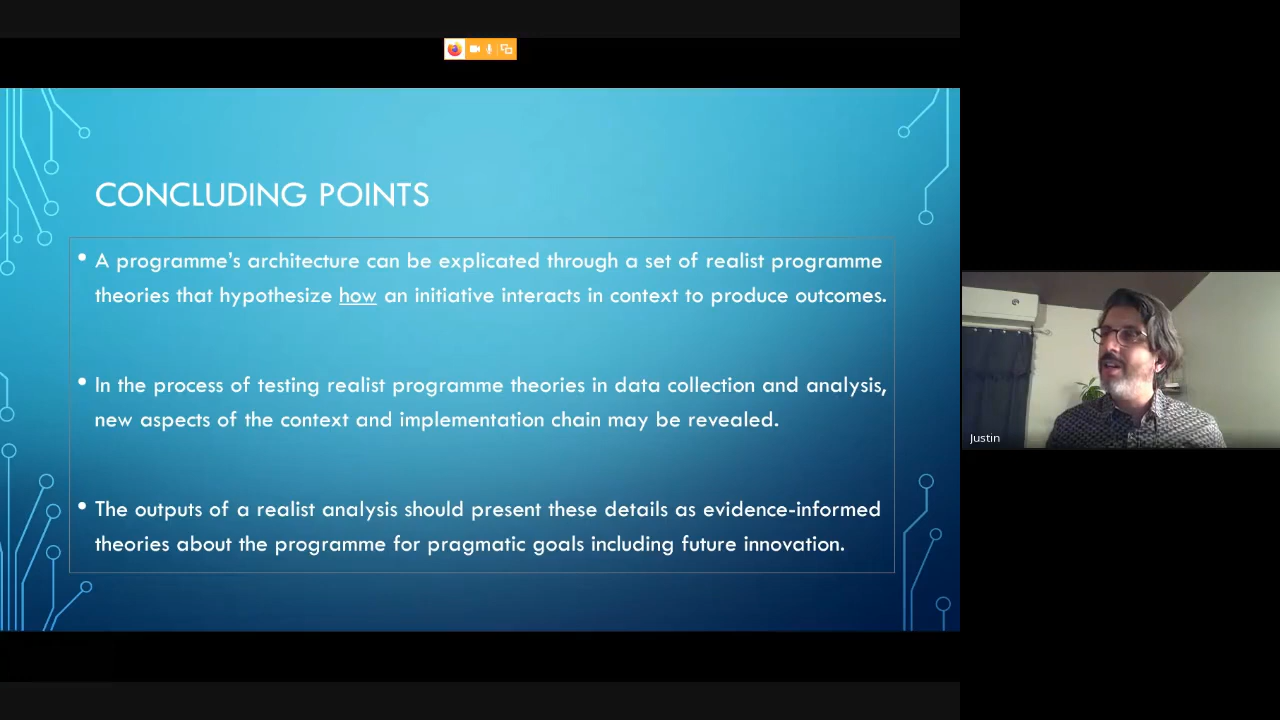 CONCLUDING POINTS
• A programme’s architecture can be explicated through a set of realist programme
theories that hypothesize how an initiative interacts in context to produce outcomes.
• In the process of testing realist programme theories in data collection and analysis,
new aspects of the context and implementation chain may be revealed.
• The outputs of a realist analysis should present these details as evidence-informed
theories about the programme for pragmatic goals including future innovation.
Justin